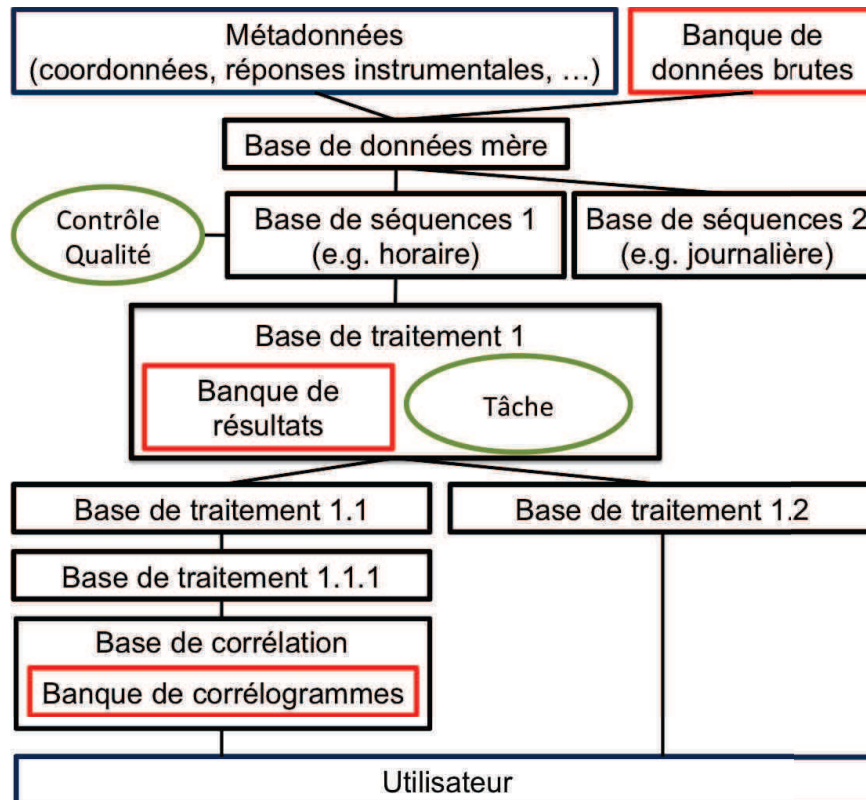 Métadonnées
(coordonnées, réponses instrumentales, …)
Banque de
données brutes
Base de données mère
Contrôle
Qualité
Base de séquences 1
(e.g. horaire)
Base de séquences 2
(e.g. journalière)
Base de traitement 1
Banque de
résultats
Tâche
Base de traitement 1.1
Base de traitement 1.2
Base de traitement 1.1.1
Base de corrélation
Banque de corrélogrammes
Utilisateur